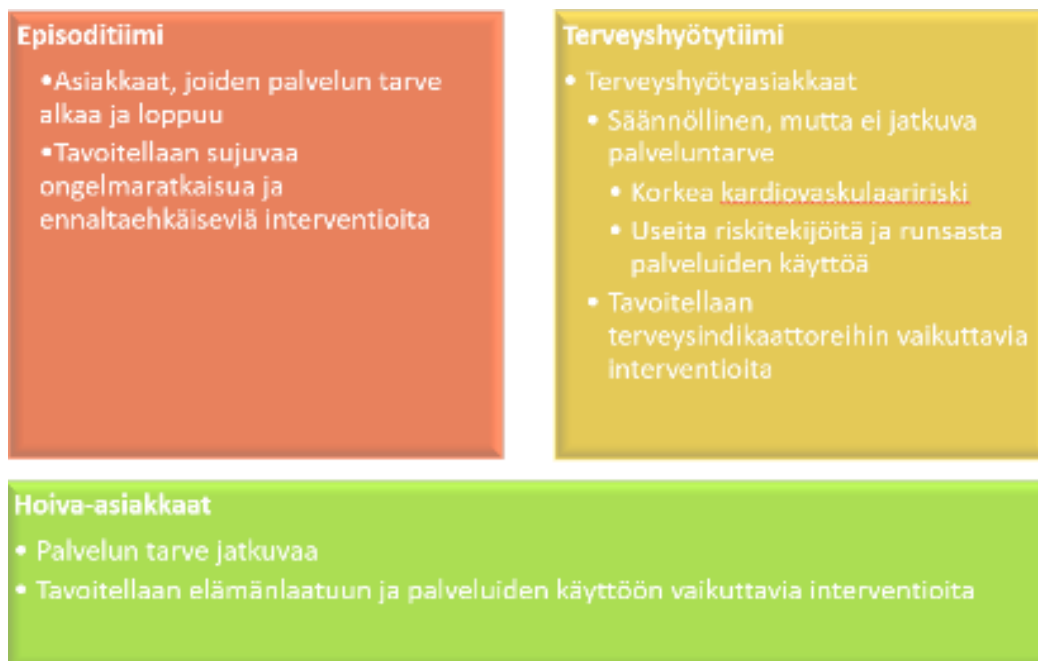 Episoditiimi
•Asiakkaat, joiden palvelun tarve
alkaa ja loppuu
•Tavoitellaan sujuvaa
ongelmaratkaisua ja
ennaltaehkäiseviä interventioita
Terveyshyötytiimi
• Terveyshyötyasiakkaat
• Säännöllinen, mutta ei jatkuva
palveluntarve
• Korkea kardiovaskulaaririski
• Useita riskitekijöitä ja runsasta
palveluiden käyttöä
• Tavoitellaan
terveysindikaattoreihin vaikuttavia
interventioita
Hoiva-asiakkaat
• Palvelun tarve jatkuvaa
• Tavoitellaan elämänlaatuun ja palveluiden käyttöön vaikuttavia interventioita